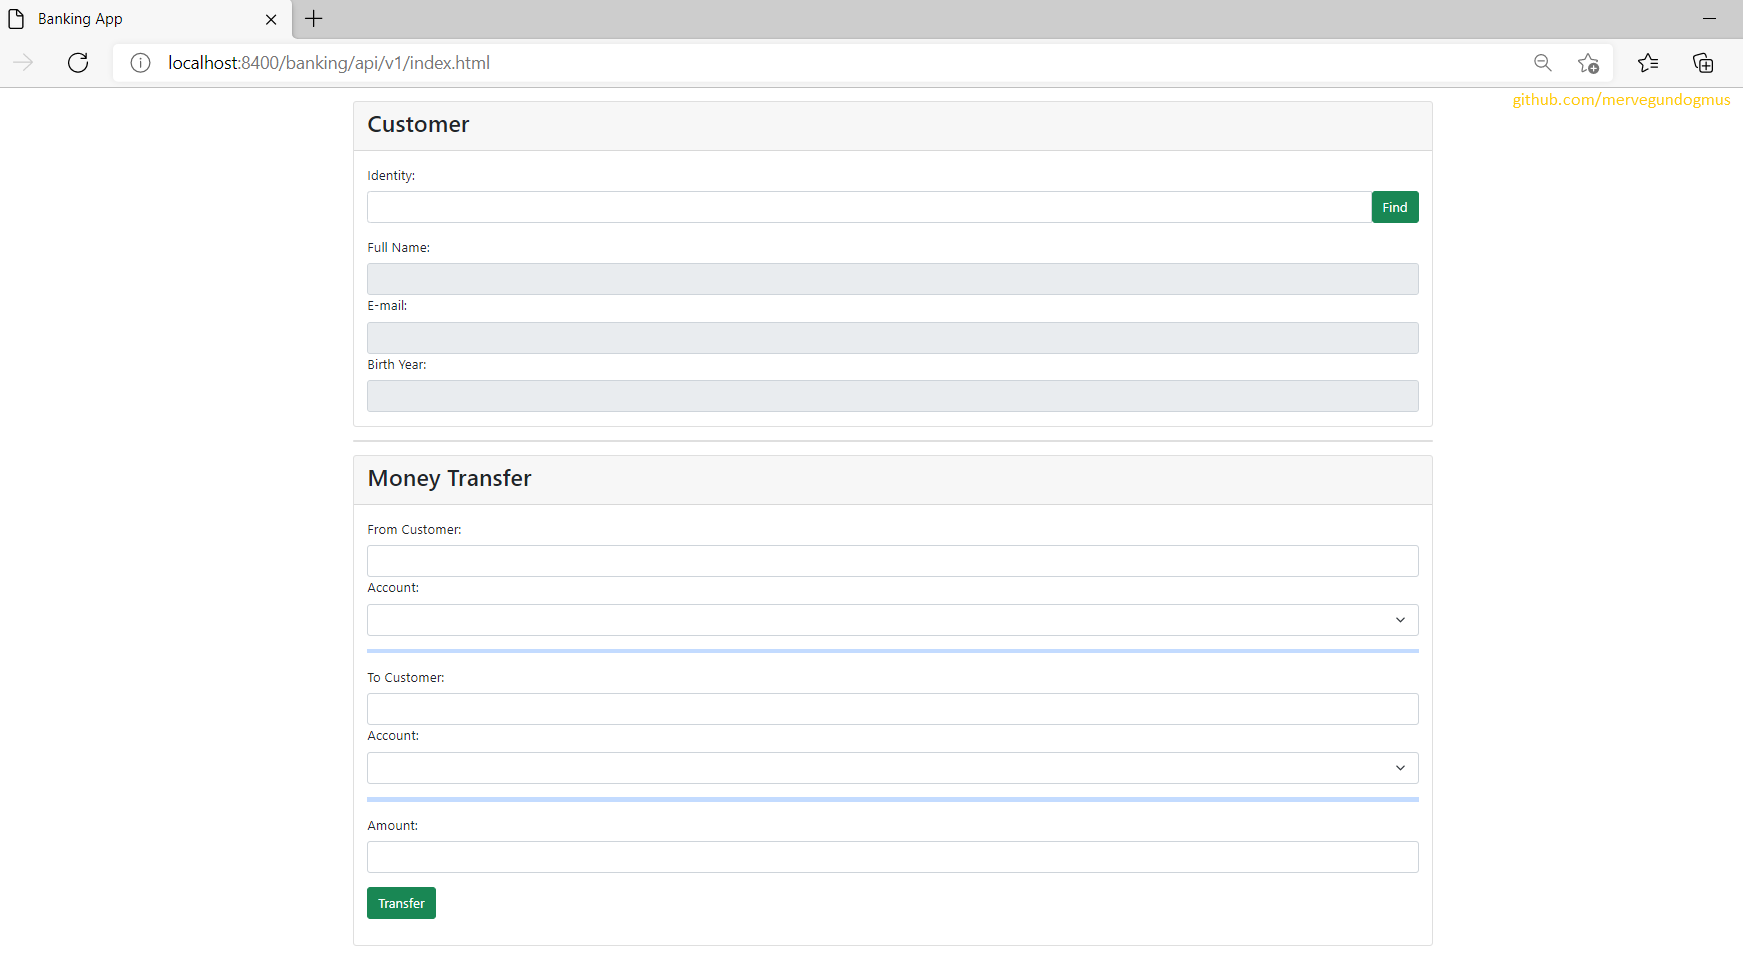 Banking App
localhost:8400/banking/api/v1/index.html
github.com/mervegundogmus
Customer
Identity:
Find
Full Name:
E-mail:
Birth Year:
Money Transfer
From Customer:
Account:
To Customer:
Account:
Amount:
Transfer